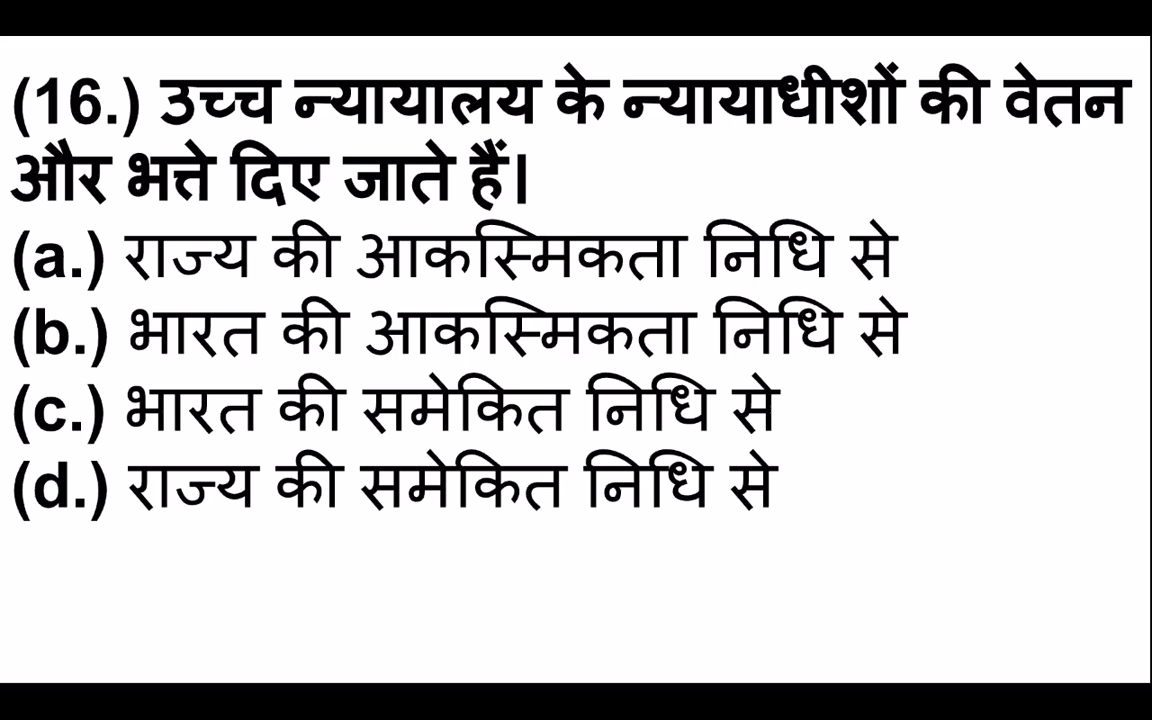 (16.) उच्च न्यायालय के न्यायाधीशों की वेतन
और भत्ते दिए जाते हैं।
(a.) राज्य की आकस्मिकता निधि से
(b.) भारत की आकस्मिकता निधि से
(c.) भारत की समेकित निधि से
(d.) राज्य की समेकित निधि से